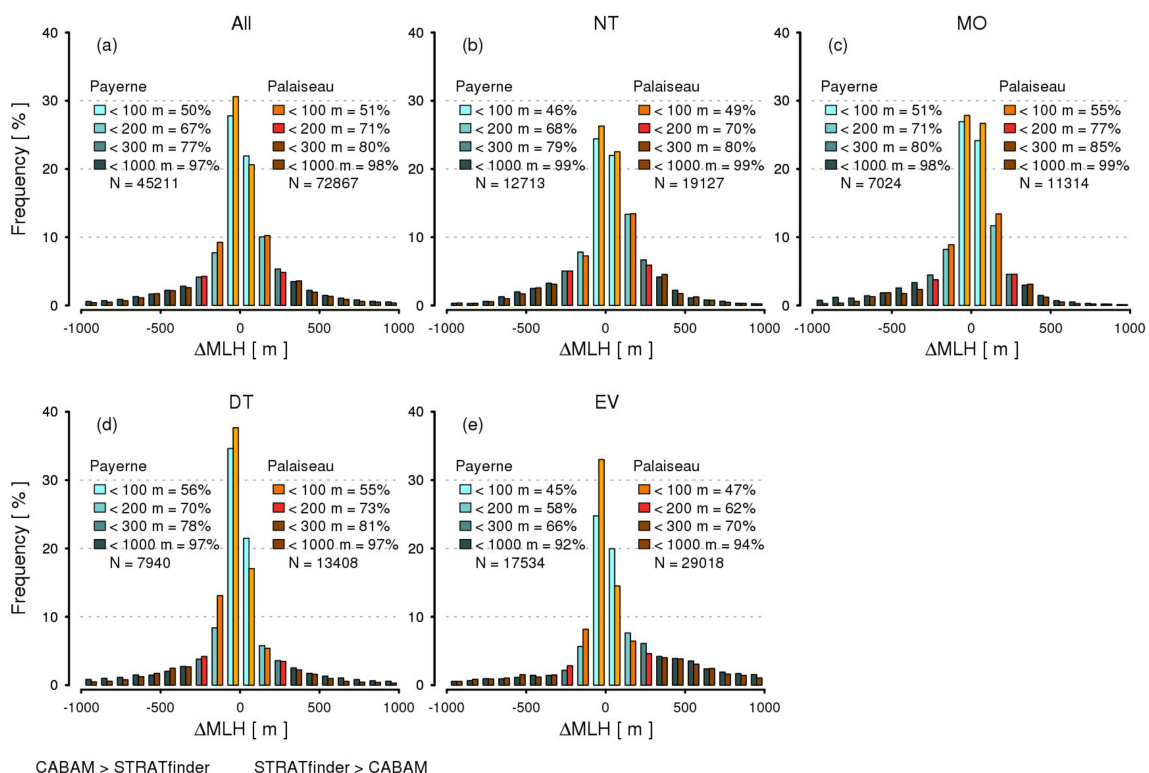 All
NT
MO
40
(a)
Payerne
Palaiseau
< 100 m = 50%
< 100 m = 51%
< 200 m = 67%
< 200 m = 71%
< 300 m = 77%
< 300 m = 80%
< 1000 m = 97%
< 1000 m = 98%
N = 45211
N = 72867
30
20
10
0
Frequency [ % ]
-1000
-500
0
500
1000
ΔMLH [ m ]
40
(b)
Payerne
Palaiseau
< 100 m = 46%
< 100 m = 49%
< 200 m = 68%
< 200 m = 70%
< 300 m = 79%
< 300 m = 80%
< 1000 m = 99%
< 1000 m = 99%
N = 12713
N = 19127
30
20
10
0
-1000
-500
0
500
1000
ΔMLH [ m ]
40
(c)
Payerne
Palaiseau
< 100 m = 51%
< 100 m = 55%
< 200 m = 71%
< 200 m = 77%
< 300 m = 80%
< 300 m = 85%
< 1000 m = 98%
< 1000 m = 99%
N = 7024
N = 11314
30
20
10
0
-1000
-500
0
500
1000
ΔMLH [ m ]
DT
EV
40
(d)
Payerne
Palaiseau
< 100 m = 56%
< 100 m = 55%
< 200 m = 70%
< 200 m = 73%
< 300 m = 78%
< 300 m = 81%
< 1000 m = 97%
< 1000 m = 97%
N = 7940
N = 13408
30
20
10
0
Frequency [ % ]
-1000
-500
0
500
1000
ΔMLH [ m ]
40
(e)
Payerne
Palaiseau
< 100 m = 45%
< 100 m = 47%
< 200 m = 58%
< 200 m = 62%
< 300 m = 66%
< 300 m = 70%
< 1000 m = 92%
< 1000 m = 94%
N = 17534
N = 29018
30
20
10
0
-1000
-500
0
500
1000
ΔMLH [ m ]
CABAM > STRATfinder
STRATfinder > CABAM